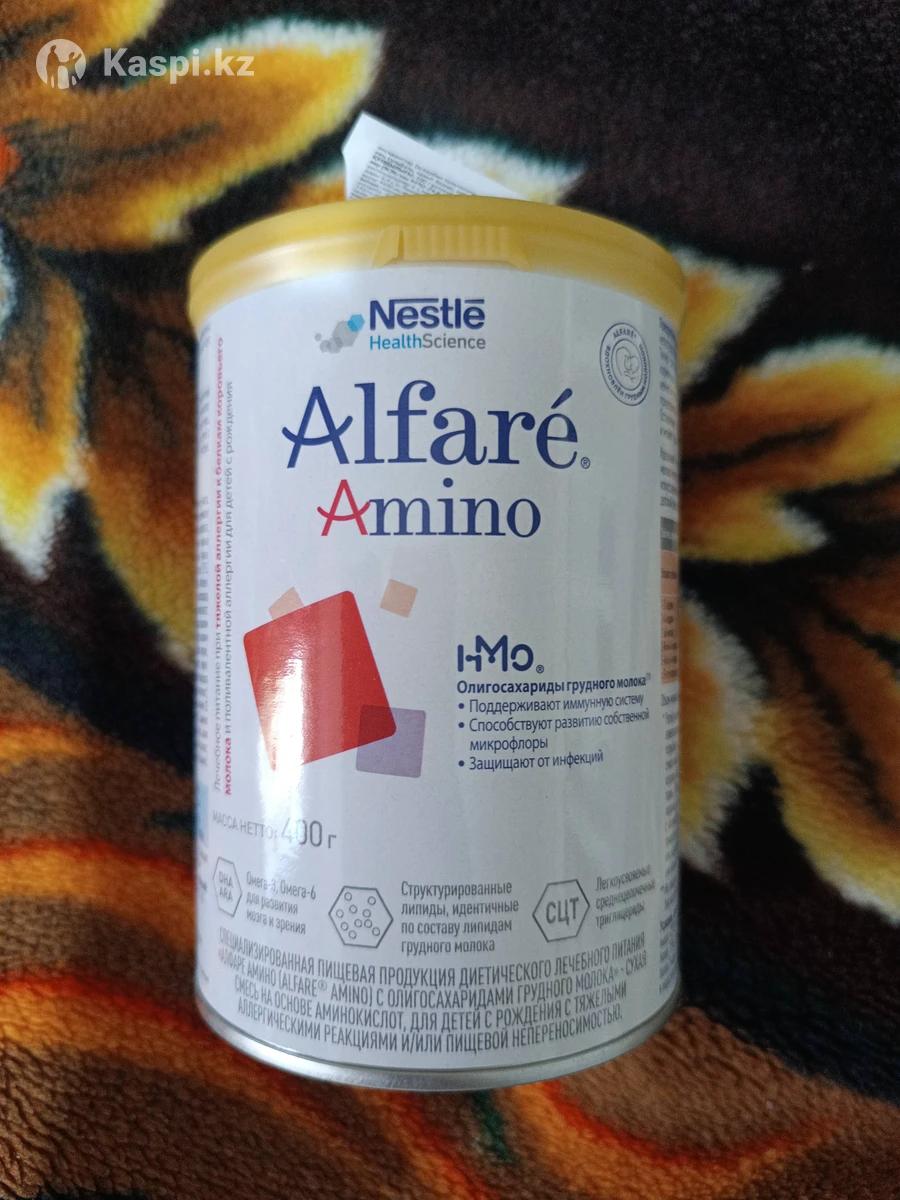 Kaspi.kz
Nestlē
HealthScience
Alfaré®
Amino
Лечебное питание при тяжелой аллергии к белкам коровьего
молока и поливалентной аллергии для детей с рождения
HMO®
Олигосахариды грудного молока
• Поддерживают иммунную систему
• Способствуют развитию собственной
микрофлоры
• Защищают от инфекций
МАССА НЕТТО: 400 г
DHA
ARA
Омега-3, Омега-6
для развития
мозга и зрения
Структурированные
липиды, идентичные
по составу липидам
грудного молока
СЦТ
Легкоусвояемые
среднецепочечные
триглицериды
СПЕЦИАЛИЗИРОВАННАЯ ПИЩЕВАЯ ПРОДУКЦИЯ ДИЕТИЧЕСКОГО ЛЕЧЕБНОГО ПИТАНИЯ
«АЛФАРЕ АМИНО (ALFARE® AMINO) С ОЛИГОСАХАРИДАМИ ГРУДНОГО МОЛОКА» - СУХАЯ
СМЕСЬ НА ОСНОВЕ АМИНОКИСЛОТ, ДЛЯ ДЕТЕЙ С РОЖДЕНИЯ С ТЯЖЕЛЫМИ
АЛЛЕРГИЧЕСКИМИ РЕАКЦИЯМИ И/ИЛИ ПИЩЕВОЙ НЕПЕРЕНОСИМОСТЬЮ.